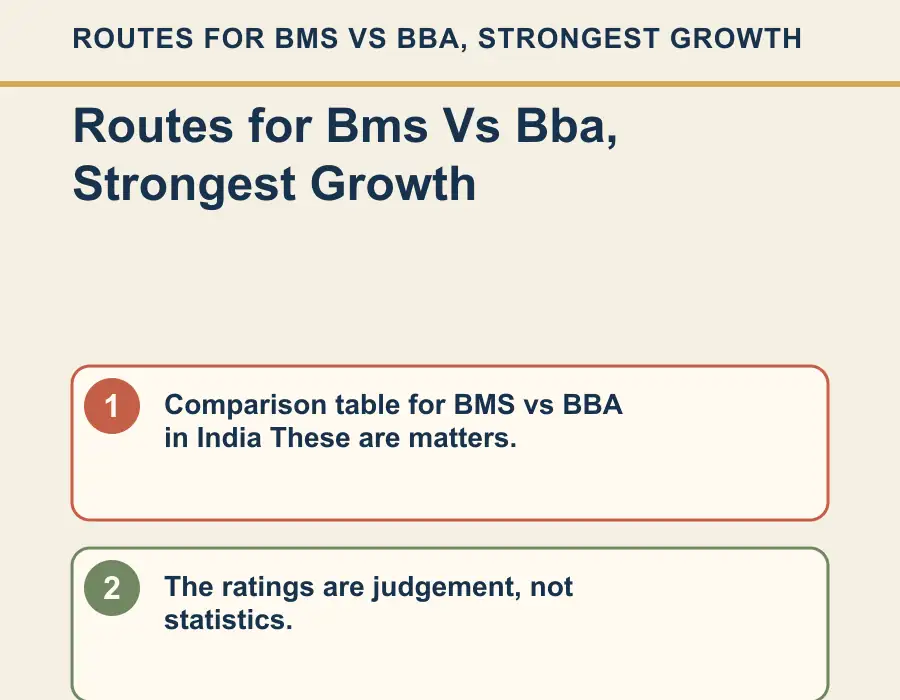 ROUTES FOR BMS VS BBA, STRONGEST GROWTH
Routes for Bms Vs Bba,
Strongest Growth
1
Comparison table for BMS vs BBA
in India These are matters.
2
The ratings are judgement, not
statistics.